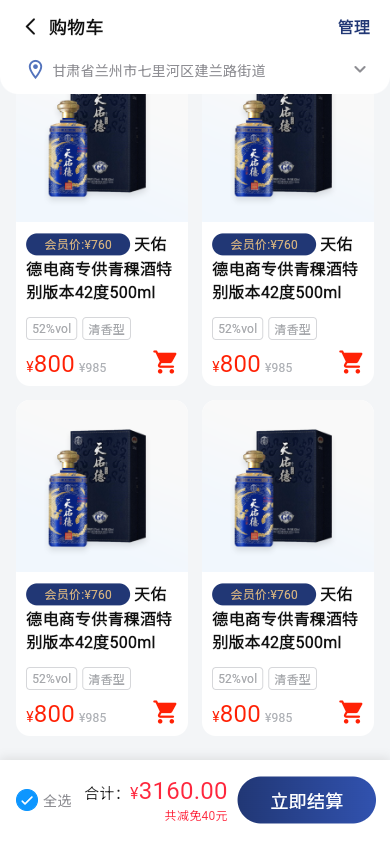 购物车 管理
甘肃省兰州市七里河区建兰路街道
天佑德
天佑德
会员价:¥760 天佑
德电商专供青稞酒特
别版本42度500ml
52%vol 清香型
¥800 ¥985
会员价:¥760 天佑
德电商专供青稞酒特
别版本42度500ml
52%vol 清香型
¥800 ¥985
天佑德
天佑德
会员价:¥760 天佑
德电商专供青稞酒特
别版本42度500ml
52%vol 清香型
¥800 ¥985
会员价:¥760 天佑
德电商专供青稞酒特
别版本42度500ml
52%vol 清香型
¥800 ¥985
全选 合计：¥3160.00 立即结算
共减免40元